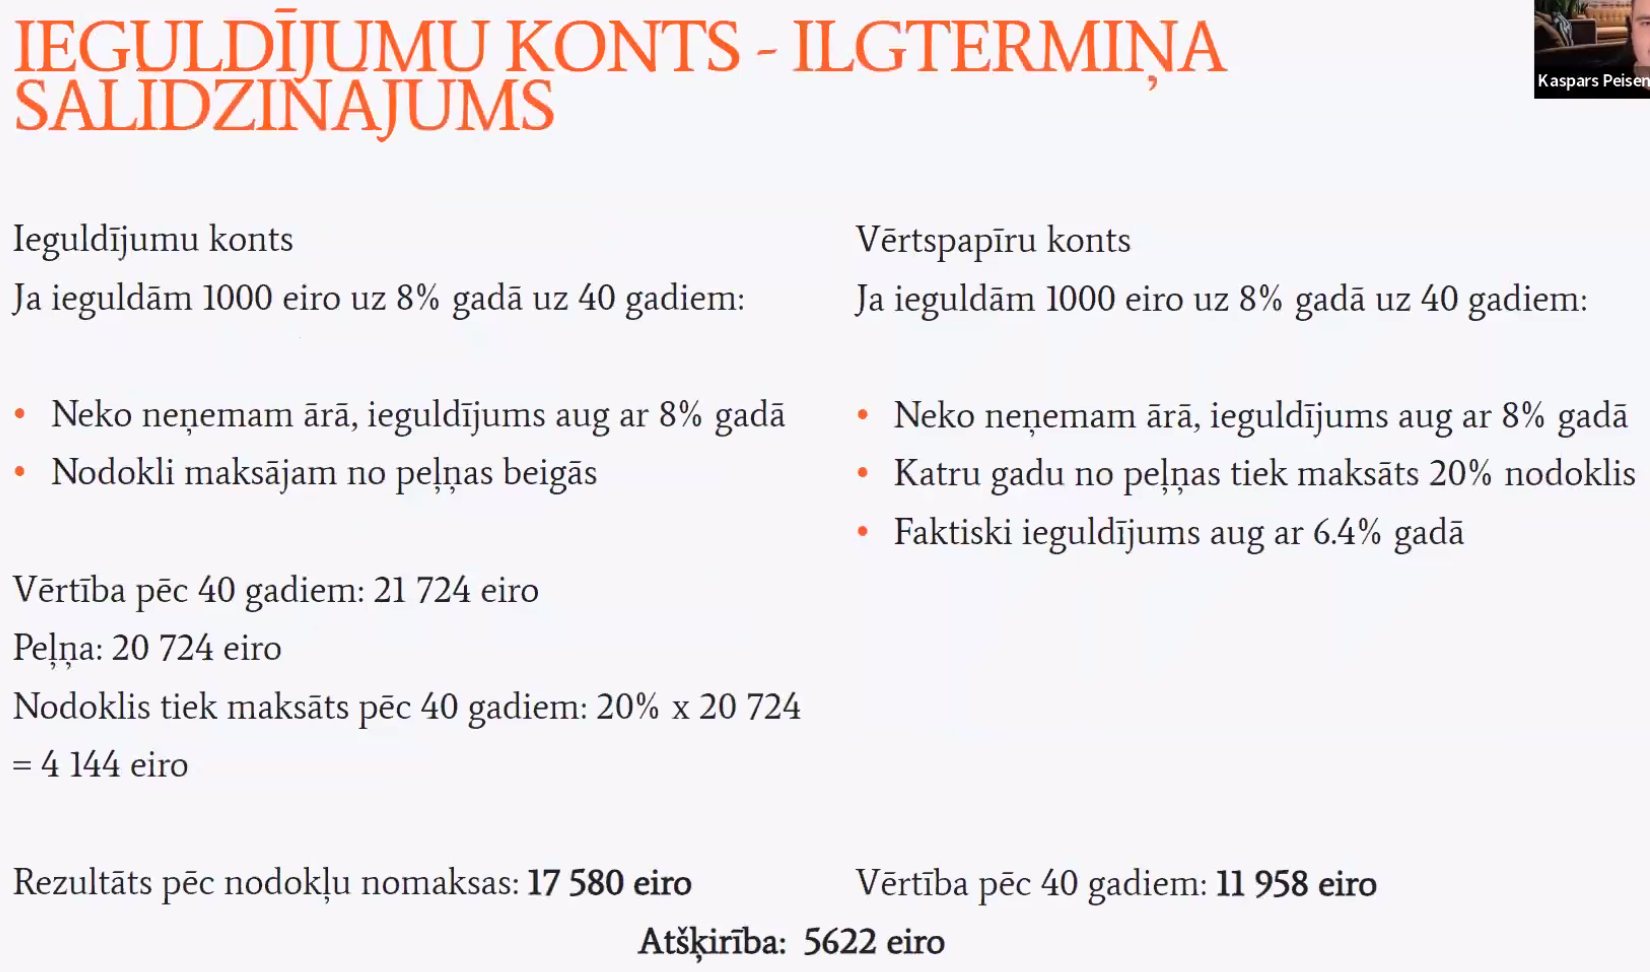 IEGULDĪJUMU KONTS - ILGTERMIŅA
SALIDZINAJUMS
Kaspars Peisen
Ieguldījumu konts
Ja ieguldām 1000 eiro uz 8% gadā uz 40 gadiem:
• Neko neņemam ārā, ieguldījums aug ar 8% gadā
• Nodokli maksājam no peļņas beigās
Vērtība pēc 40 gadiem: 21 724 eiro
Peļņa: 20 724 eiro
Nodoklis tiek maksāts pēc 40 gadiem: 20% x 20 724
= 4 144 eiro
Rezultāts pēc nodokļu nomaksas: 17 580 eiro
Vērtspapīru konts
Ja ieguldām 1000 eiro uz 8% gadā uz 40 gadiem:
• Neko neņemam ārā, ieguldījums aug ar 8% gadā
• Katru gadu no peļņas tiek maksāts 20% nodoklis
• Faktiski ieguldījums aug ar 6.4% gadā
Vērtība pēc 40 gadiem: 11 958 eiro
Atšķirība: 5622 eiro